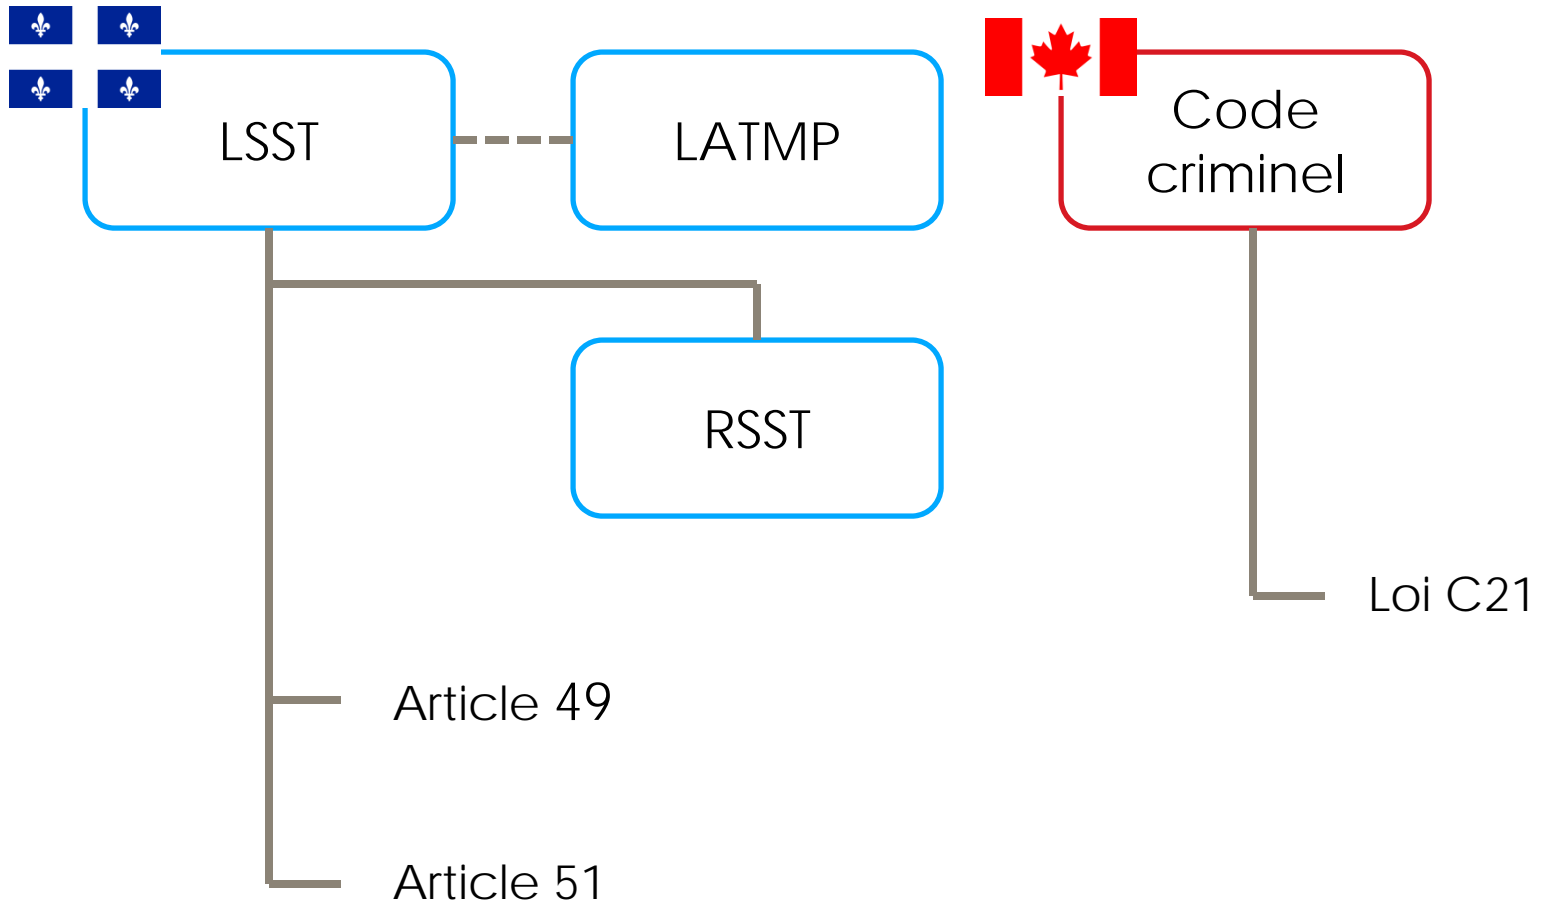 LSST
LATMP
Code
criminel
RSST
Loi C21
Article 49
Article 51